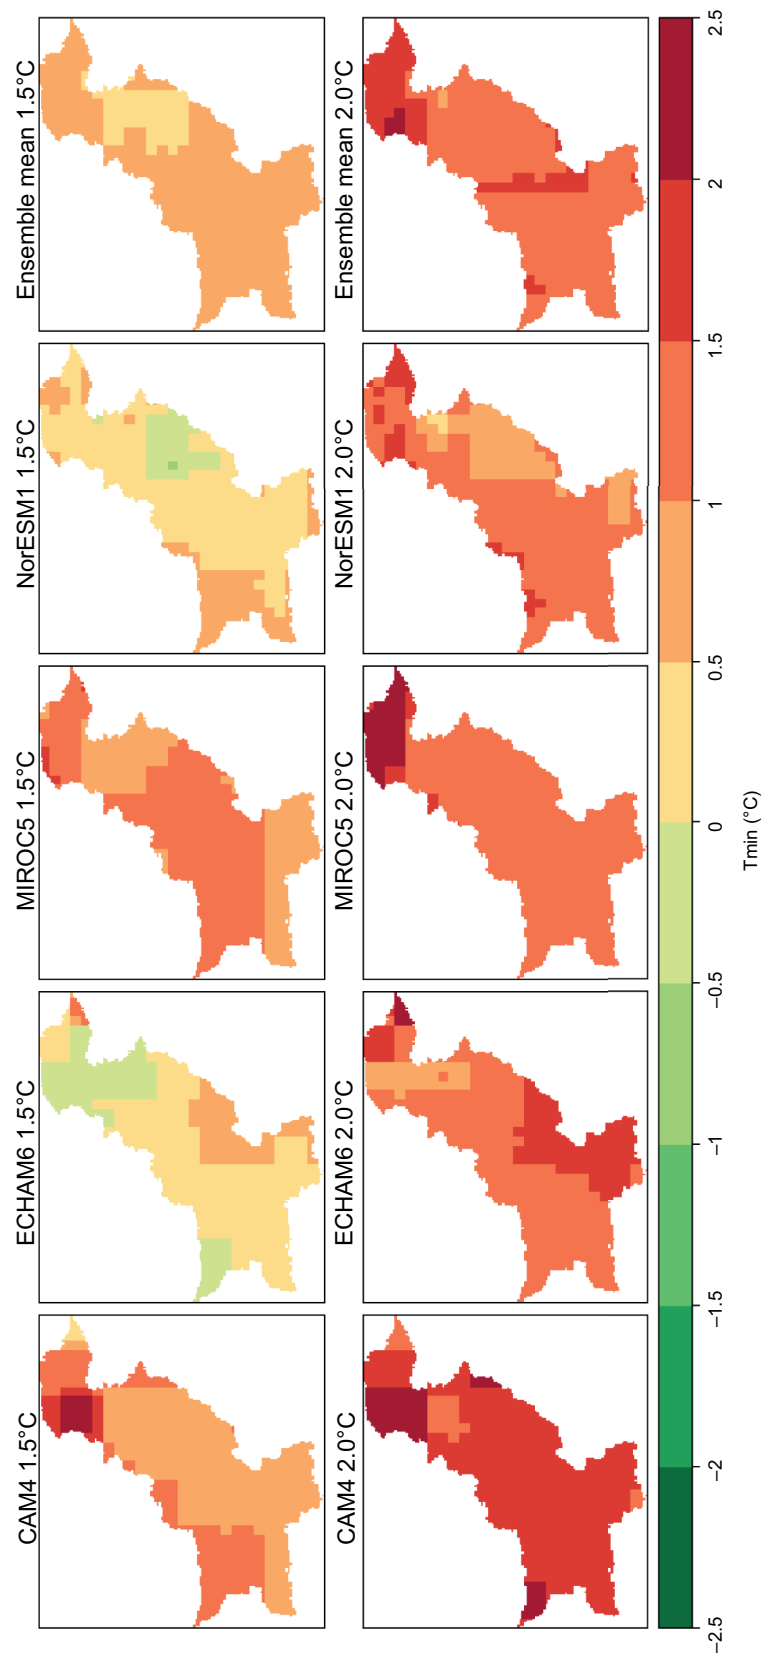 CAM4 1.5°C
ECHAM6 1.5°C
MIROC5 1.5°C
NorESM1 1.5°C
Ensemble mean 1.5°C
CAM4 2.0°C
ECHAM6 2.0°C
MIROC5 2.0°C
NorESM1 2.0°C
Ensemble mean 2.0°C
−2.5
−2
−1.5
−1
−0.5
0
0.5
1
1.5
2
2.5
Tmin (°C)